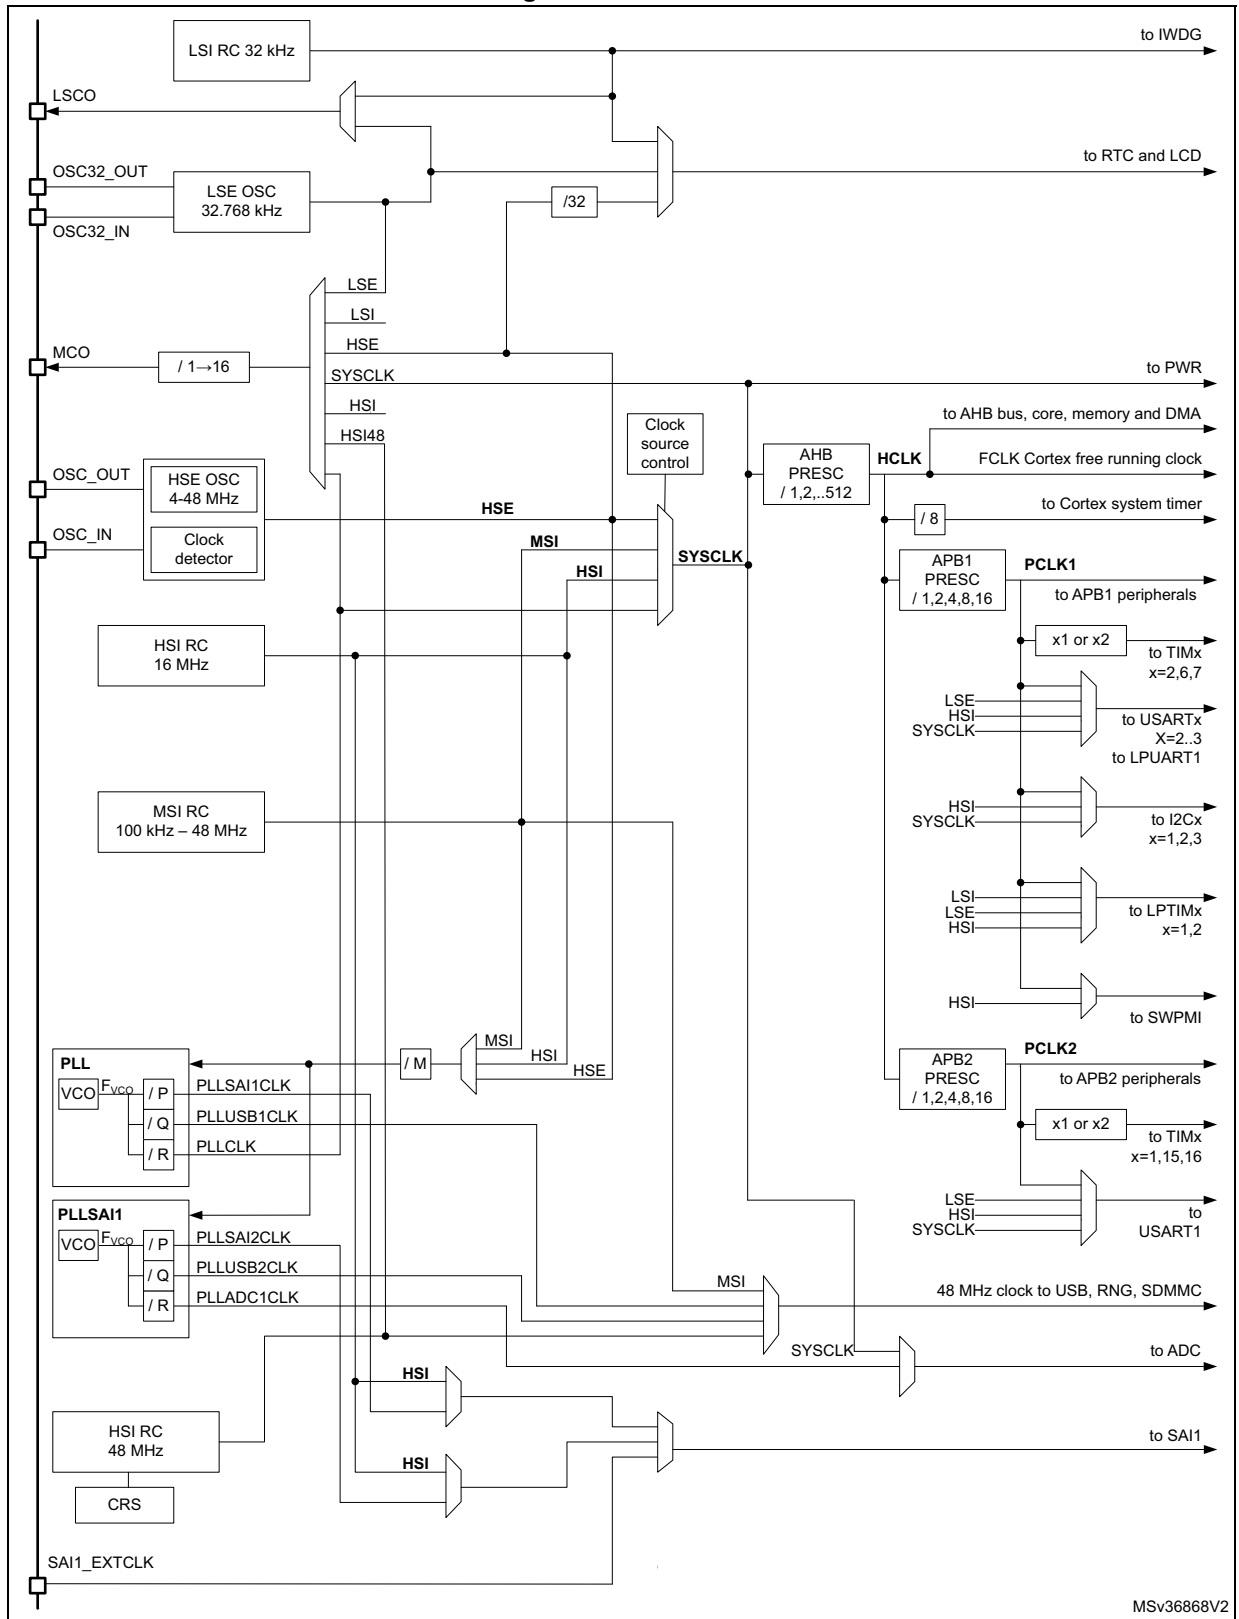 LSI RC 32 kHz
to IWDG
LSCO
OSC32_OUT
to RTC and LCD
LSE OSC
32.768 kHz
/32
OSC32_IN
LSE
LSI
MCO
/ 1→16
HSE
to PWR
SYSCLK
HSI
to AHB bus, core, memory and DMA
HSI48
Clock
source
control
AHB
PRESC
/ 1,2,..512
HCLK
FCLK Cortex free running clock
OSC_OUT
HSE OSC
4-48 MHz
to Cortex system timer
/ 8
HSE
OSC_IN
Clock
detector
MSI
HSI
SYSCLK
APB1
PRESC
/ 1,2,4,8,16
PCLK1
to APB1 peripherals
HSI RC
16 MHz
x1 or x2
to TIMx
x=2,6,7
LSE
HSI
SYSCLK
to USARTx
X=2..3
to LPUART1
MSI RC
100 kHz – 48 MHz
HSI
SYSCLK
to I2Cx
x=1,2,3
LSI
LSE
HSI
to LPTIMx
x=1,2
HSI
to SWPMI
MSI
HSI
HSE
/ M
PLL
VCO
FVCO
/ P
PLLSAI1CLK
/ Q
PLLUSB1CLK
/ R
PLLCLK
APB2
PRESC
/ 1,2,4,8,16
PCLK2
to APB2 peripherals
x1 or x2
to TIMx
x=1,15,16
LSE
HSI
SYSCLK
to
USART1
PLLSAI1
VCO
FVCO
/ P
PLLSAI2CLK
/ Q
PLLUSB2CLK
/ R
PLLADC1CLK
MSI
48 MHz clock to USB, RNG, SDMMC
SYSCLK
to ADC
HSI
HSI RC
48 MHz
to SAI1
HSI
CRS
SAI1_EXTCLK
MSv36868V2